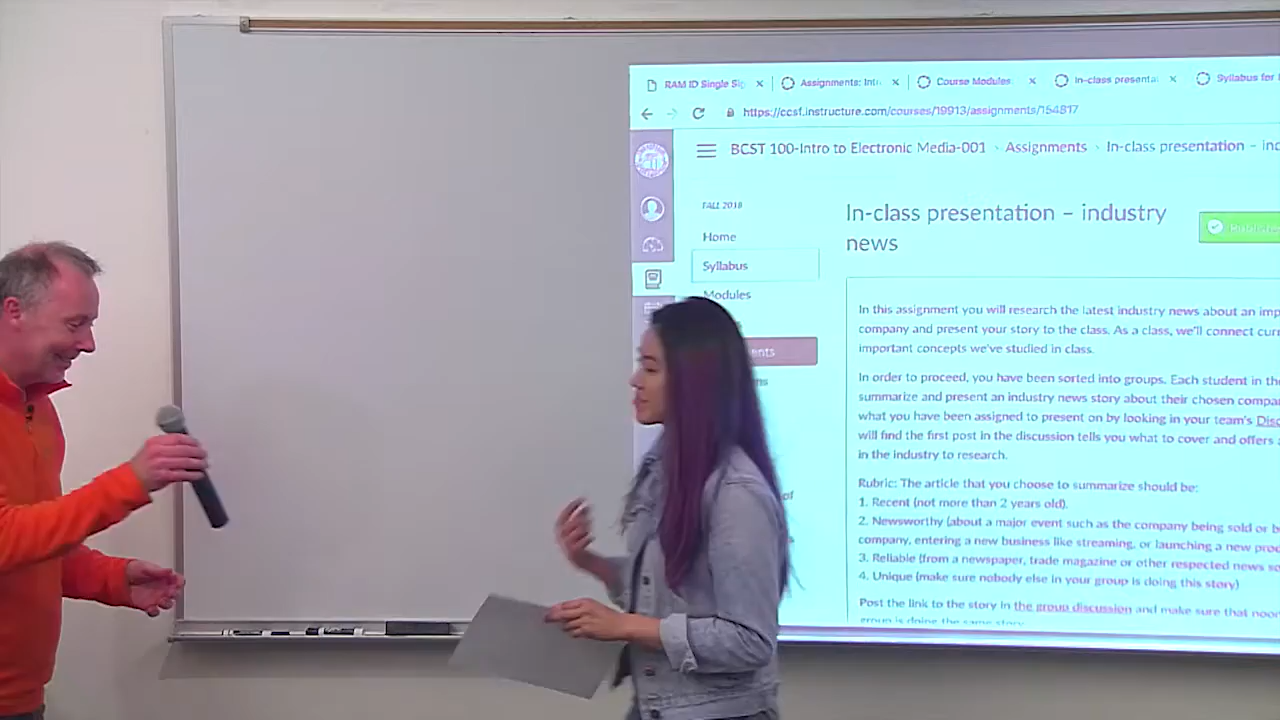 RAM ID Single Sig
Assignments: Intr
Course Modules:
In-class presentat
Syllabus for
https://ccsf.instructure.com/courses/19913/assignments/154817
BCST 100-Intro to Electronic Media-001 › Assignments › In-class presentation – ind
FALL 2018
Home
Syllabus
Modules
In-class presentation – industry
news
Published
In this assignment you will research the latest industry news about an imp
company and present your story to the class. As a class, we'll connect curr
important concepts we've studied in class.
In order to proceed, you have been sorted into groups. Each student in the
summarize and present an industry news story about their chosen compa
what you have been assigned to present on by looking in your team's Disc
will find the first post in the discussion tells you what to cover and offers
in the industry to research.
Rubric: The article that you choose to summarize should be:
1. Recent (not more than 2 years old).
2. Newsworthy (about a major event such as the company being sold or b
company, entering a new business like streaming, or launching a new prod
3. Reliable (from a newspaper, trade magazine or other respected news so
4. Unique (make sure nobody else in your group is doing this story)
Post the link to the story in the group discussion and make sure that noo
group is doing the same story.